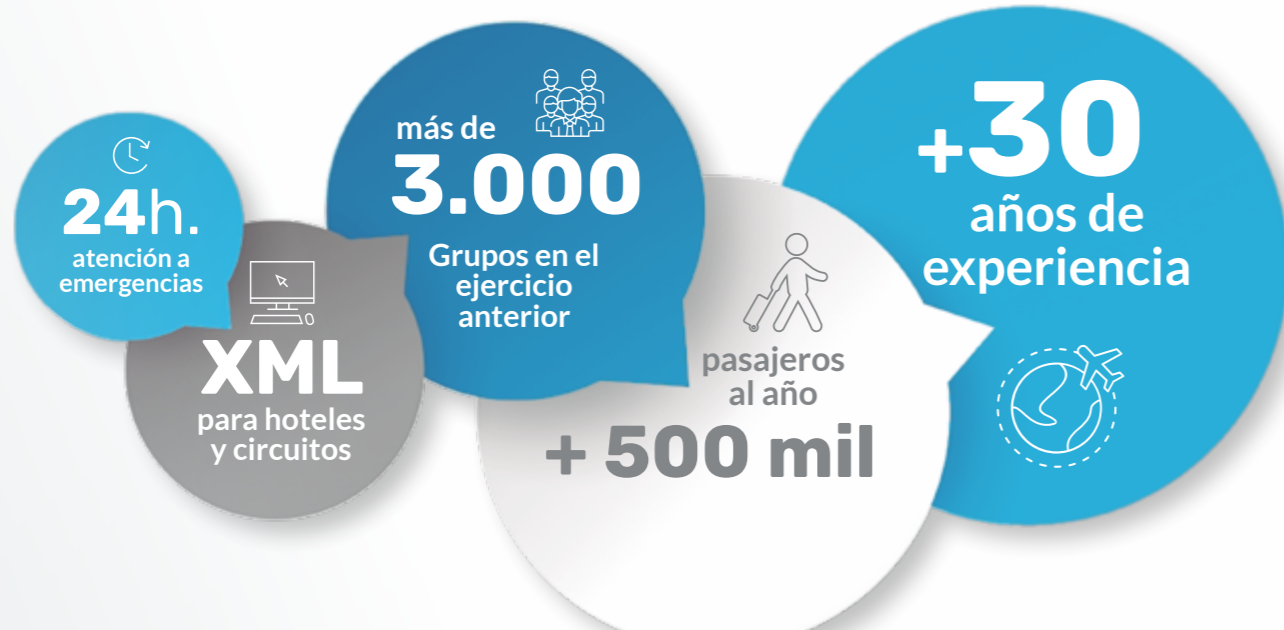 24h.
atención a
emergencias
XML
para hoteles
y circuitos
más de
3.000
Grupos en el
ejercicio
anterior
pasajeros
al año
+ 500 mil
+30
años de
experiencia